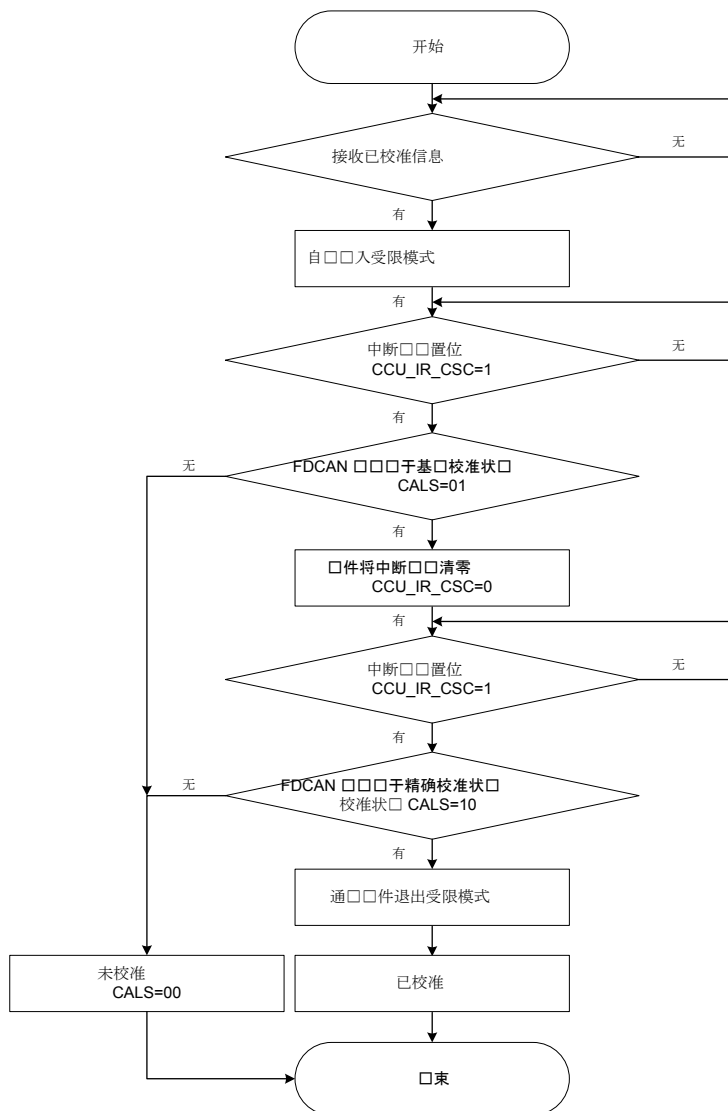 开始
接收已校准信息
无
有
自□□入受限模式
有
中断□□置位
CCU_IR_CSC=1
无
有
FDCAN □□□于基□校准状□
CALS=01
无
有
□件将中断□□清零
CCU_IR_CSC=0
有
中断□□置位
CCU_IR_CSC=1
无
有
FDCAN □□□于精确校准状□
校准状□ CALS=10
无
有
通□□件退出受限模式
未校准
CALS=00
已校准
□束